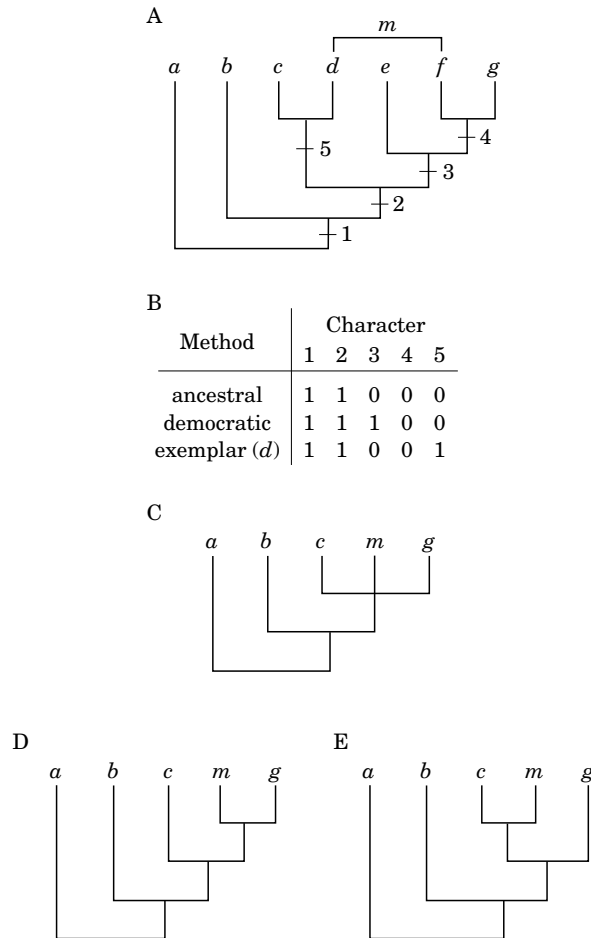 A
m
a b c d e f g
5
4
3
2
1
B
Method Character
1 2 3 4 5
ancestral 1 1 0 0 0
democratic 1 1 1 0 0
exemplar (d) 1 1 0 0 1
C
a b c m g
D
a b c m g
E
a b c m g